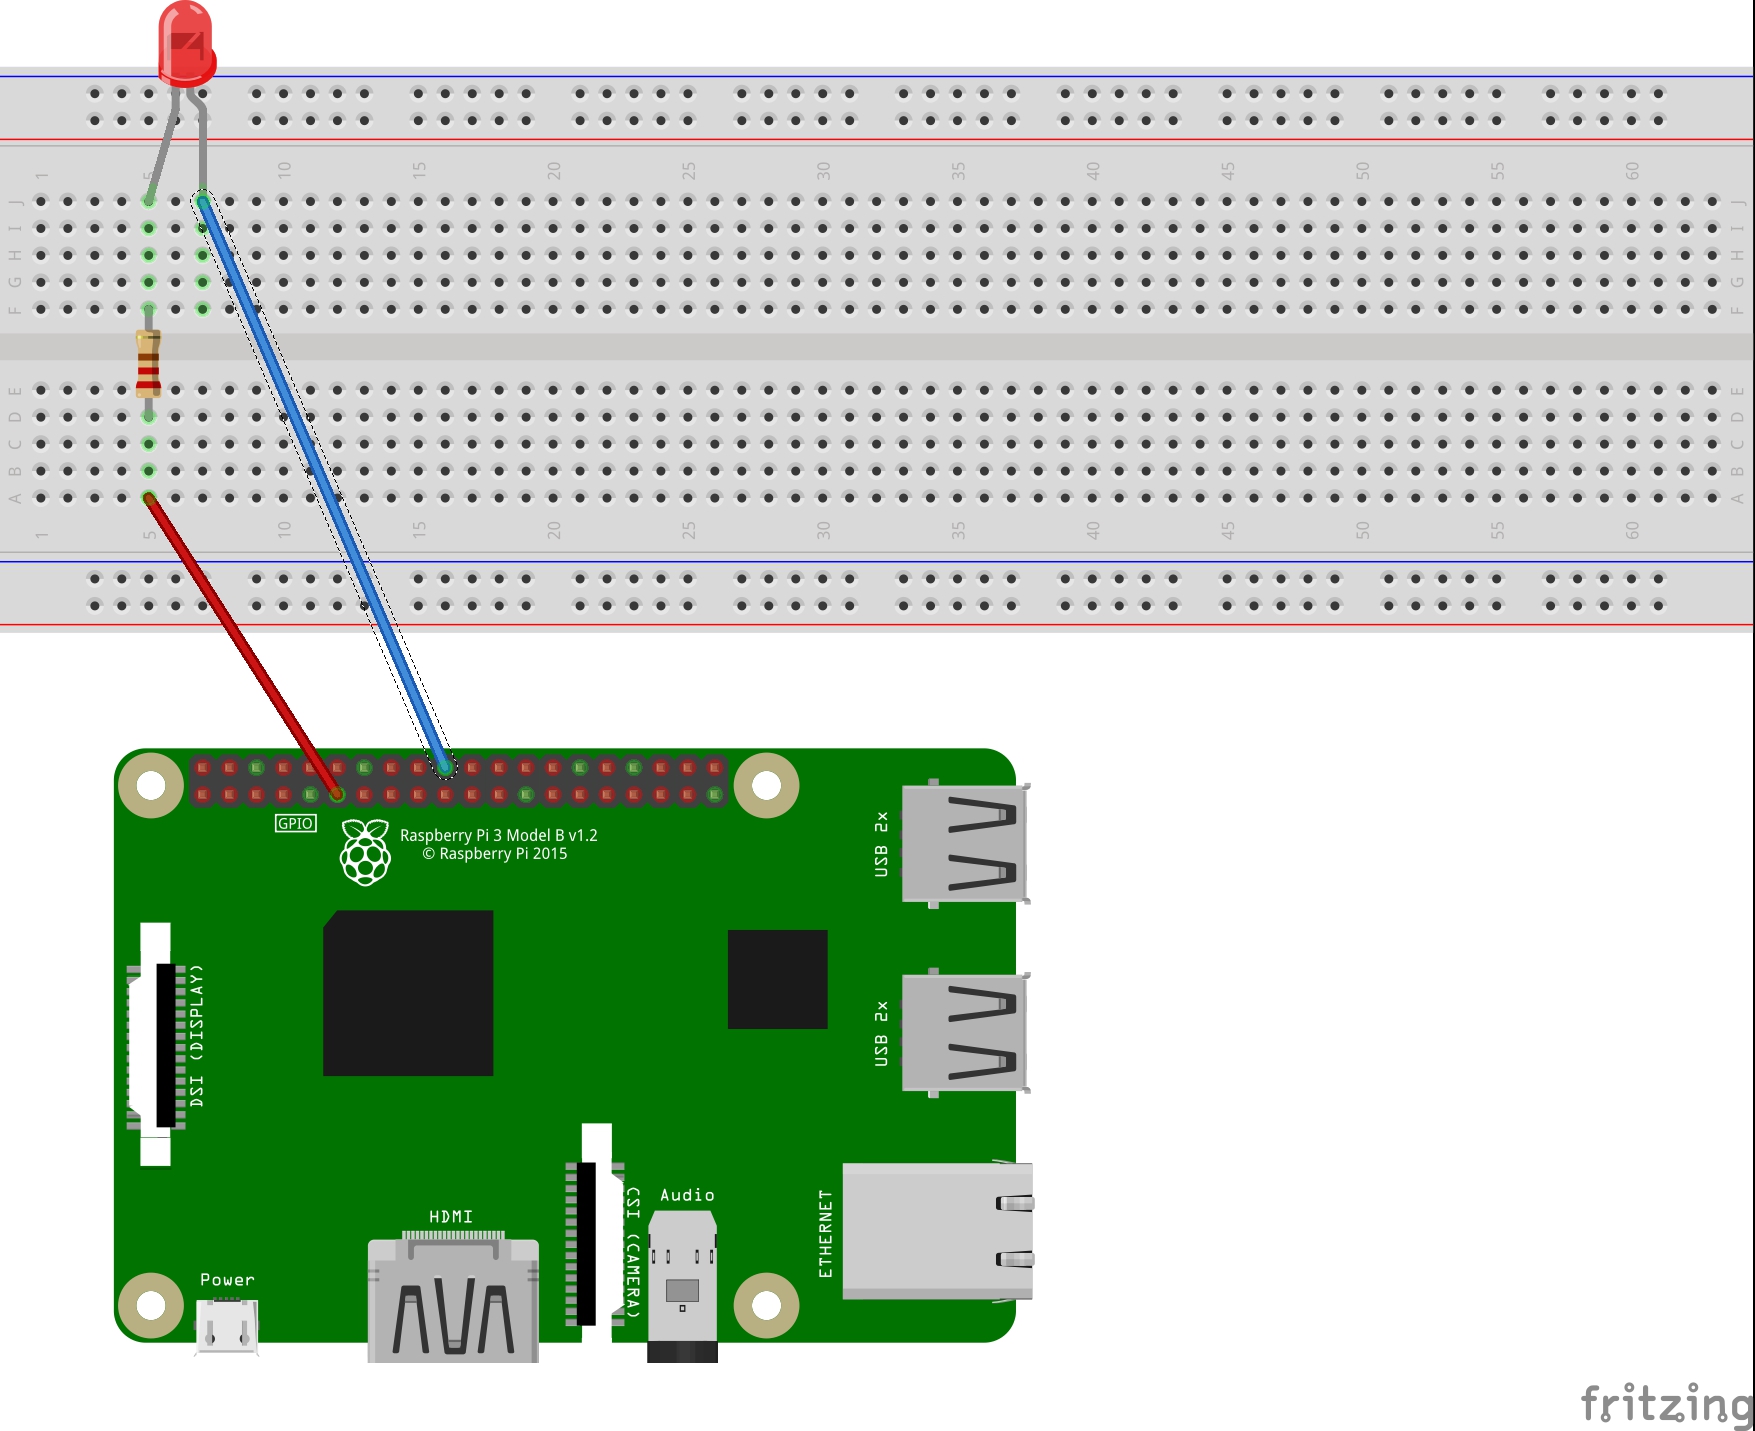 1 5 10 15 20 25 30 35 40 45 50 55 60
J J
I I
H H
G G
F F
E E
D D
C C
B B
A A
1 5 10 15 20 25 30 35 40 45 50 55 60
GPIO
Raspberry Pi 3 Model B v1.2
© Raspberry Pi 2015
USB 2x
DSI (DISPLAY)
USB 2x
CSI (CAMERA)
Audio
ETHERNET
HDMI
Power
fritzing